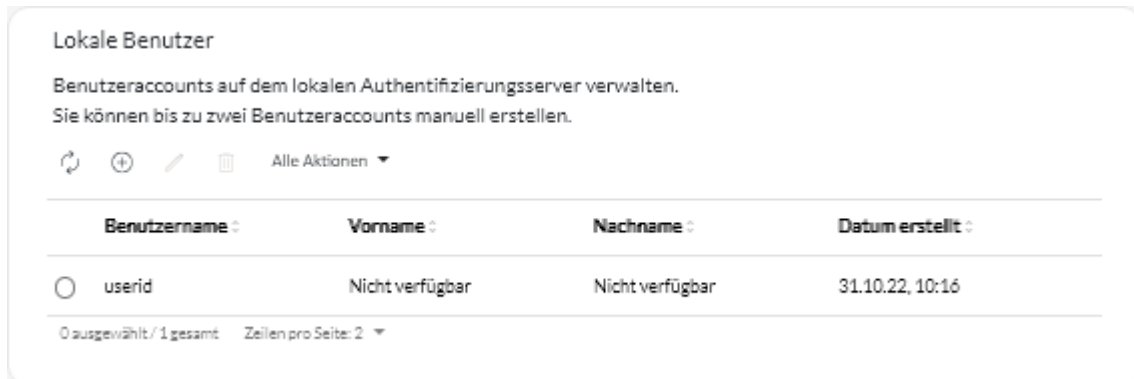 Lokale Benutzer
Benutzeraccounts auf dem lokalen Authentifizierungsserver verwalten.
Sie können bis zu zwei Benutzeraccounts manuell erstellen.
Alle Aktionen
Benutzername Vorname Nachname Datum erstellt
userid Nicht verfügbar Nicht verfügbar 31.10.22, 10:16
0 ausgewählt / 1 gesamt Zeilen pro Seite: 2